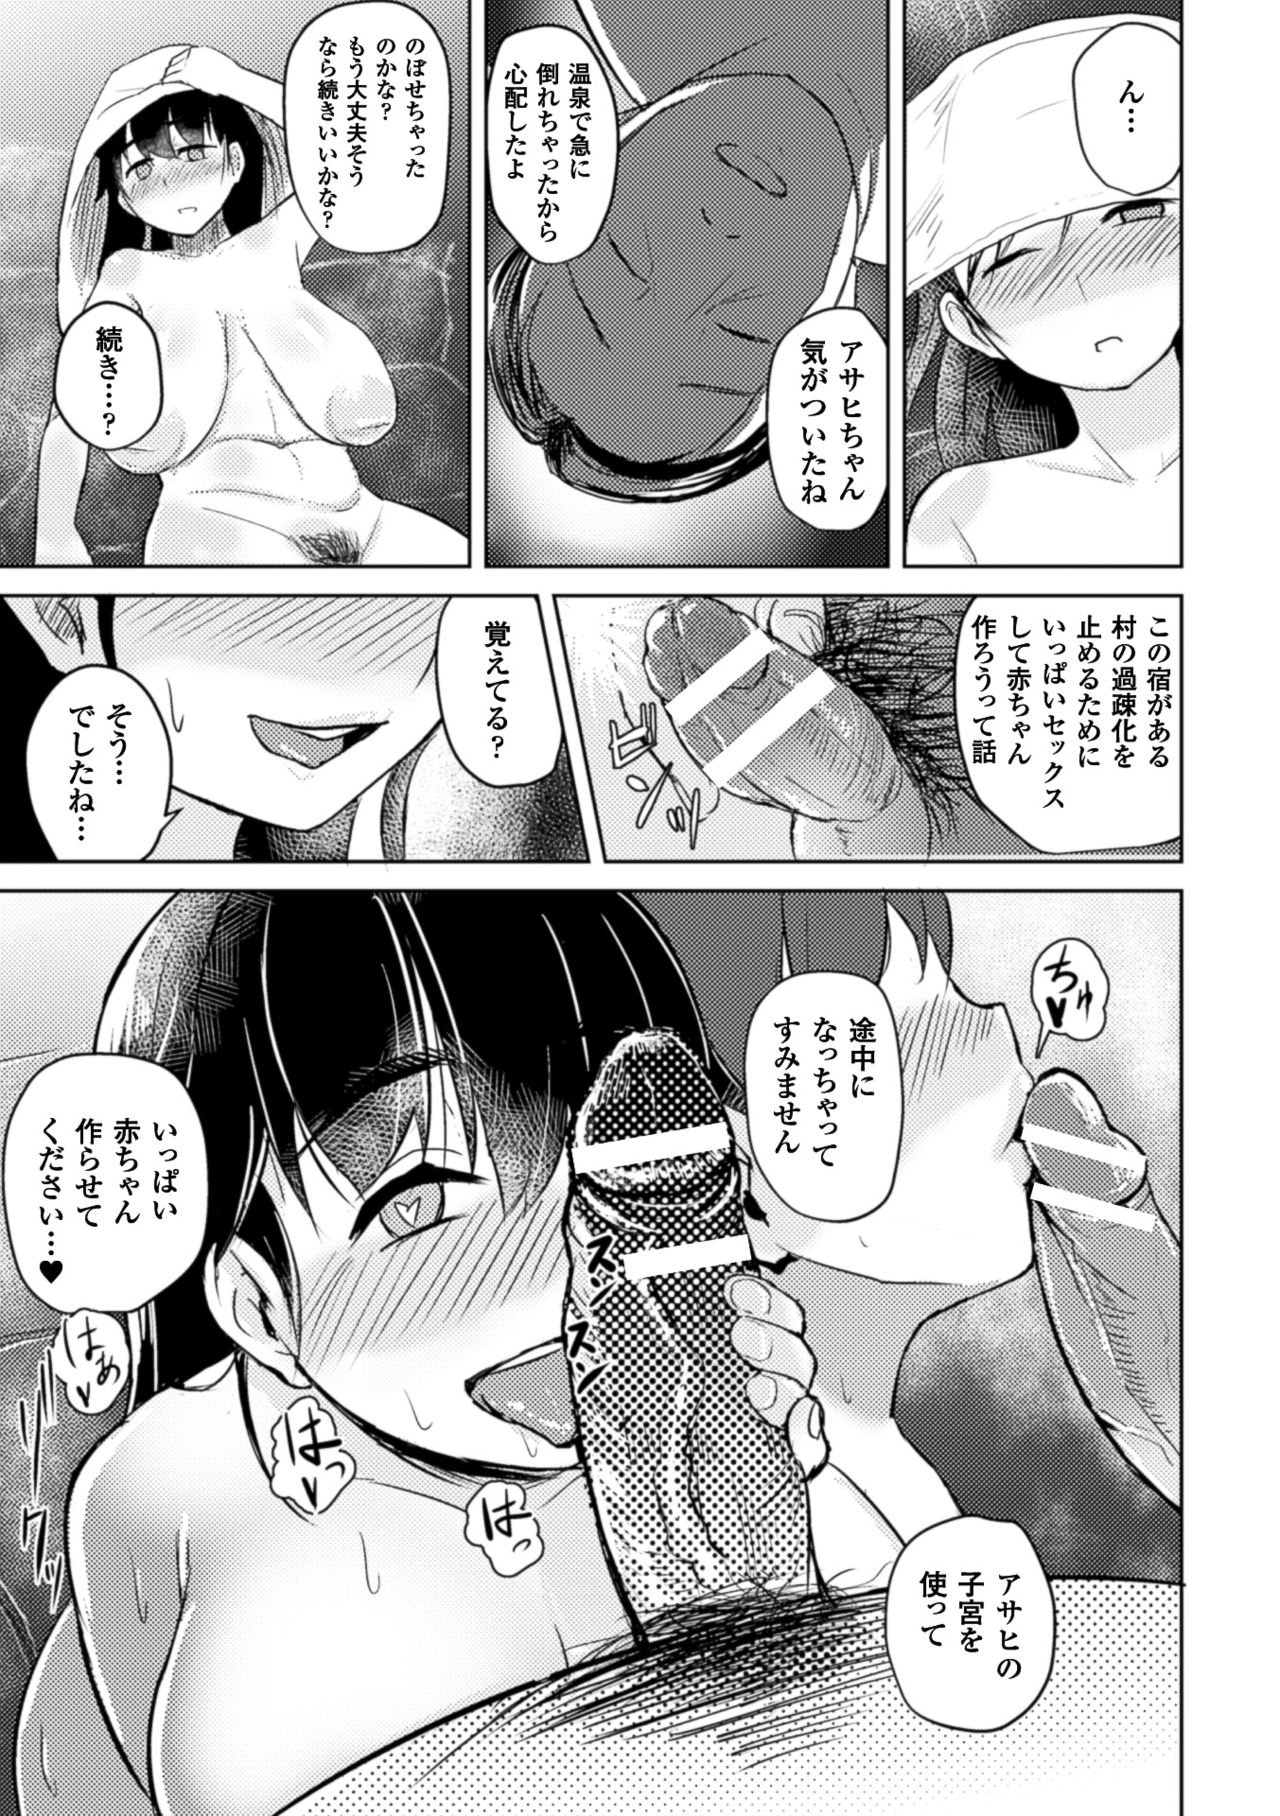 ん…
アサヒちゃん
気がついたね
温泉で急に
倒れちゃったから
心配したよ
のぼせちゃった
のかな?
もう大丈夫そう
なら続きいいかな?
続き…?
この宿がある
村の過疎化を
止めるために
いっぱいセックス
して赤ちゃん
作ろうって話
ギンッ
覚えてる?
そう…
でしたね…
ちゅ♥
途中に
なっちゃって
すみません
スンスン
アサヒの
子宮を
使って
いっぱい
赤ちゃん
作らせて
ください…♥
はぁ♥
はっ♥
はっ